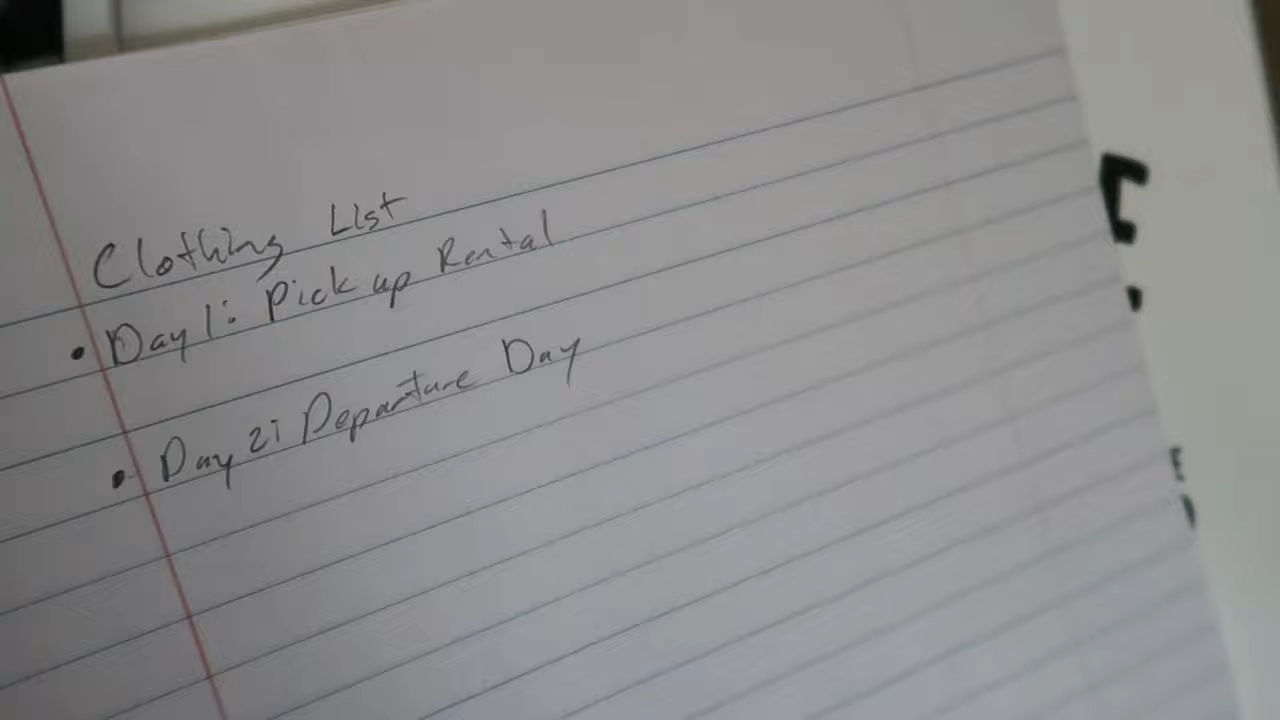 Clothing List
• Day 1: Pick up Rental
• Day 2: Departure Day